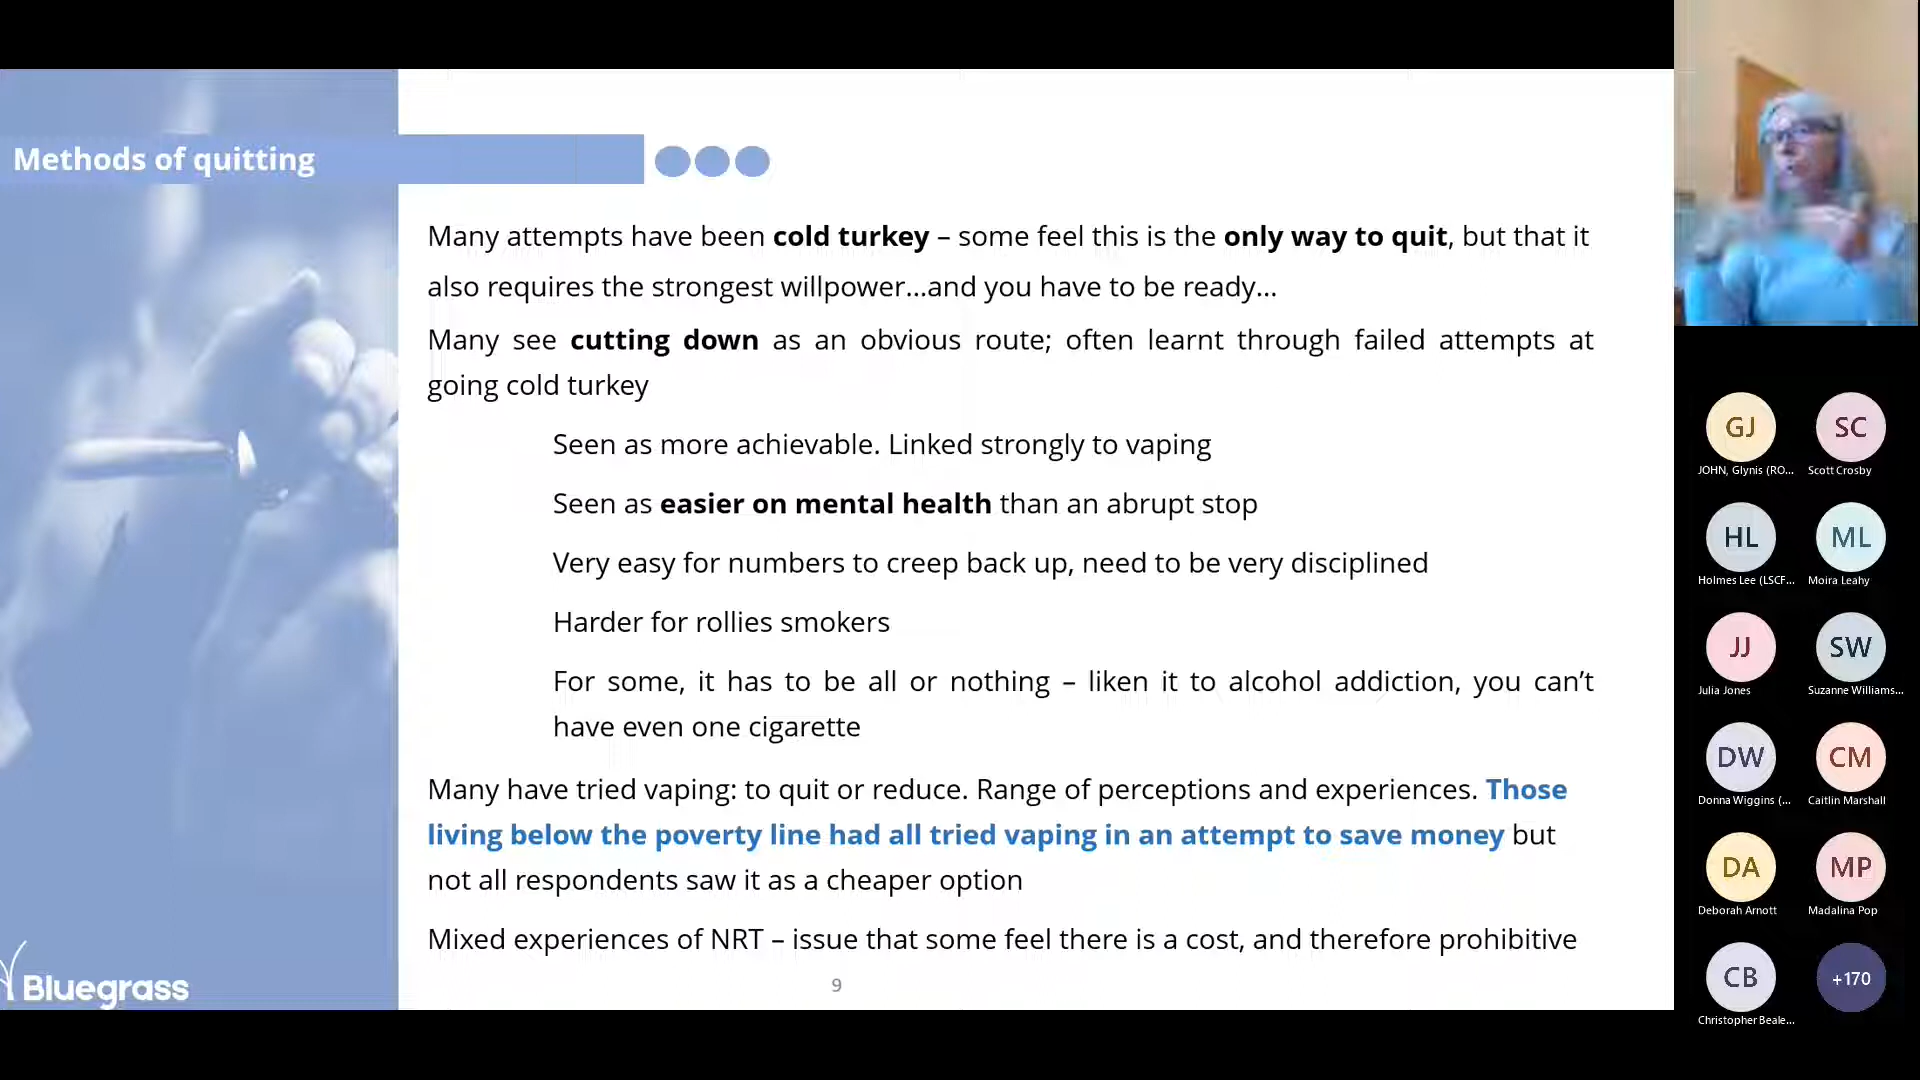 Methods of quitting
Many attempts have been cold turkey – some feel this is the only way to quit, but that it
also requires the strongest willpower…and you have to be ready…
Many see cutting down as an obvious route; often learnt through failed attempts at
going cold turkey
Seen as more achievable. Linked strongly to vaping
Seen as easier on mental health than an abrupt stop
Very easy for numbers to creep back up, need to be very disciplined
Harder for rollies smokers
For some, it has to be all or nothing – liken it to alcohol addiction, you can’t
have even one cigarette
Many have tried vaping: to quit or reduce. Range of perceptions and experiences. Those
living below the poverty line had all tried vaping in an attempt to save money but
not all respondents saw it as a cheaper option
Mixed experiences of NRT – issue that some feel there is a cost, and therefore prohibitive
Bluegrass
9
GJ
JOHN, Glynis (RO...
SC
Scott Crosby
HL
Holmes Lee (LSCF...
ML
Moira Leahy
JJ
Julia Jones
SW
Suzanne Williams...
DW
Donna Wiggins (...
CM
Caitlin Marshall
DA
Deborah Arnott
MP
Madalina Pop
CB
Christopher Beale...
+170